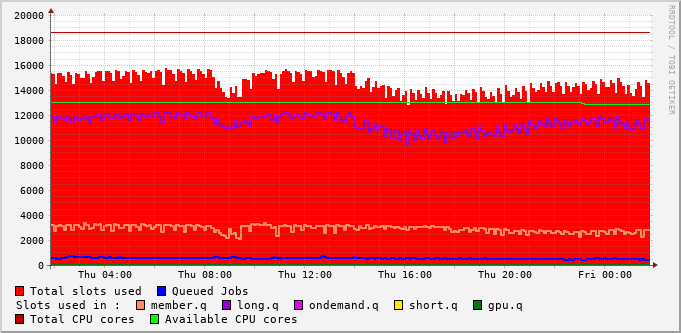 20000
18000
16000
14000
12000
10000
8000
6000
4000
2000
0
Thu 04:00 Thu 08:00 Thu 12:00 Thu 16:00 Thu 20:00 Fri 00:00
RRDTOOL / TOBI OETIKER
Total slots used Queued Jobs
Slots used in : member.q long.q ondemand.q short.q gpu.q
Total CPU cores Available CPU cores